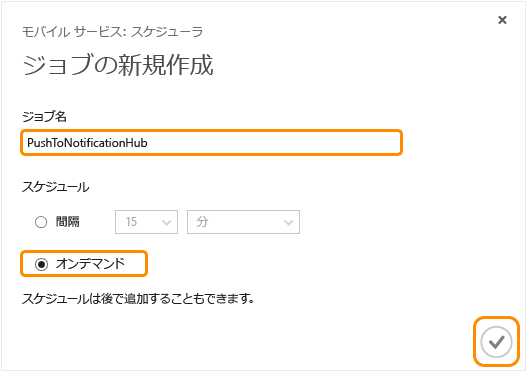 モバイル サービス: スケジューラ
ジョブの新規作成
ジョブ名
PushToNotificationHub
スケジュール
間隔 15 分
オンデマンド
スケジュールは後で追加することもできます。